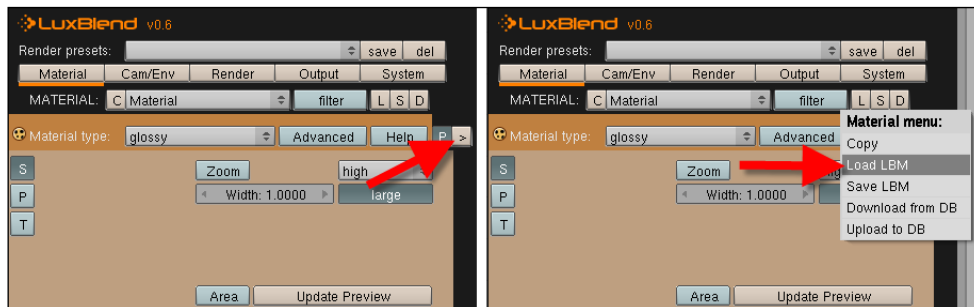 LuxBlend v0.6
Render presets: save del
Material Cam/Env Render Output System
MATERIAL: C Material filter L S D
Material type: glossy Advanced Help P >
S Zoom high
P Width: 1.0000 large
T
Area Update Preview
LuxBlend v0.6
Render presets: save del
Material Cam/Env Render Output System
MATERIAL: C Material filter L S D
Material type: glossy Advanced
S Zoom
P Width: 1.0000
T
Area Update Preview
Material menu:
Copy
Load LBM
Save LBM
Download from DB
Upload to DB